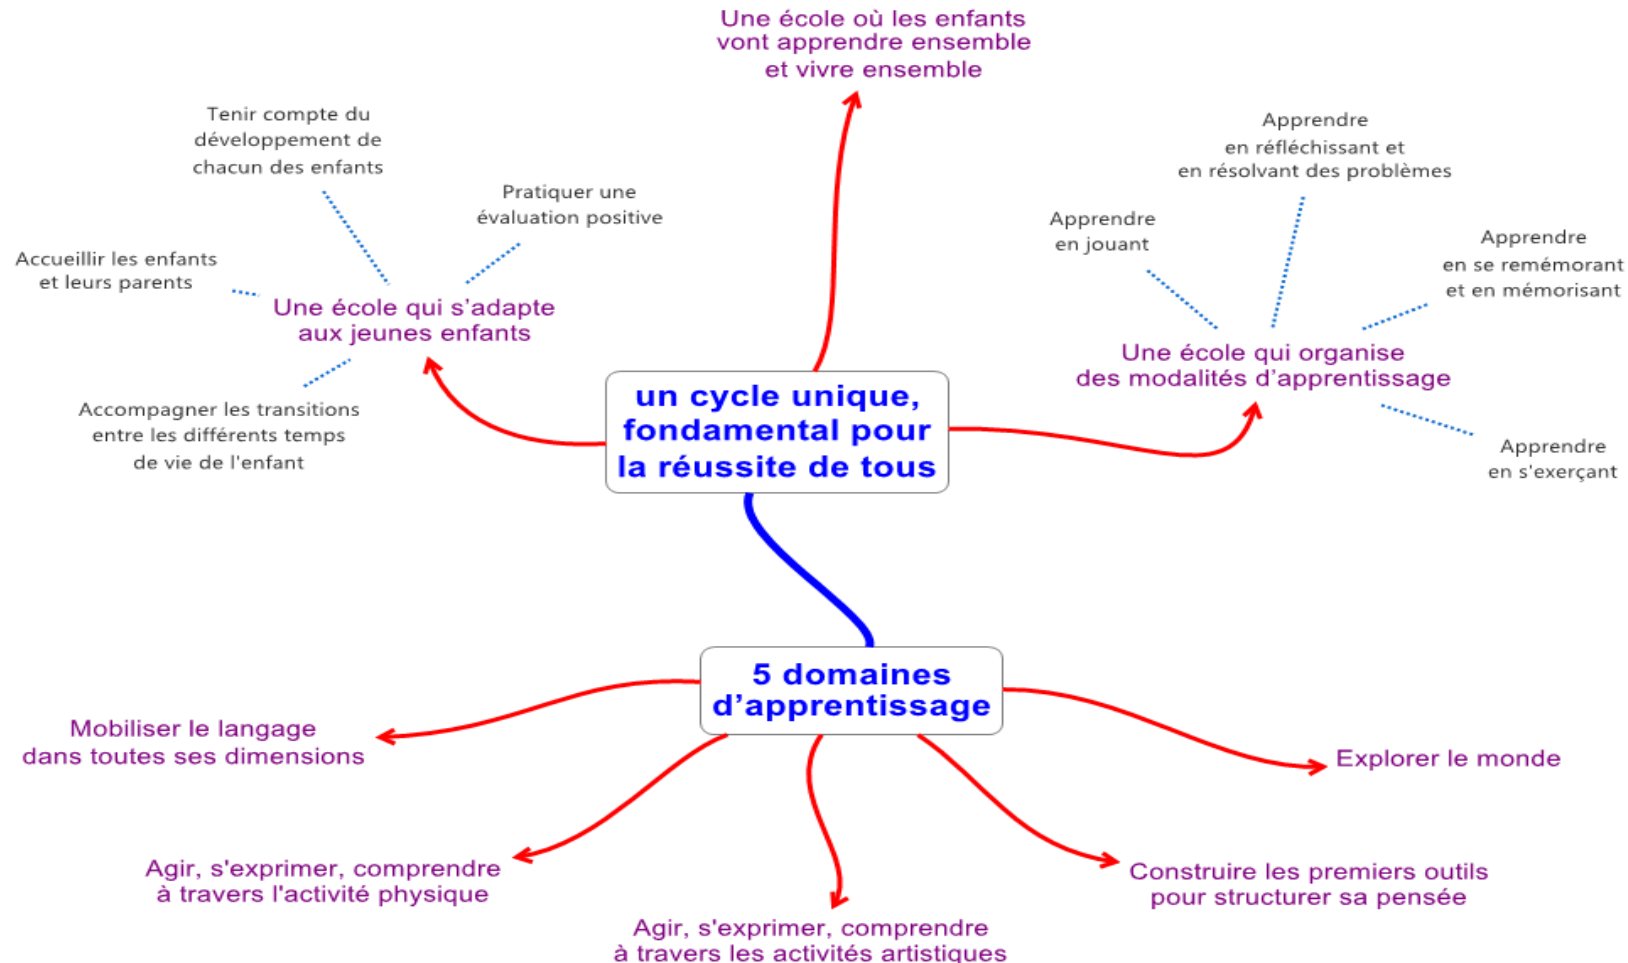 Une école où les enfants
vont apprendre ensemble
et vivre ensemble
Tenir compte du
développement de
chacun des enfants
Pratiquer une
évaluation positive
Accueillir les enfants
et leurs parents
Une école qui s’adapte
aux jeunes enfants
Accompagner les transitions
entre les différents temps
de vie de l'enfant
Apprendre
en réfléchissant et
en résolvant des problèmes
Apprendre
en jouant
Apprendre
en se remémorant
et en mémorisant
Une école qui organise
des modalités d’apprentissage
Apprendre
en s'exerçant
un cycle unique,
fondamental pour
la réussite de tous
5 domaines
d’apprentissage
Mobiliser le langage
dans toutes ses dimensions
Agir, s'exprimer, comprendre
à travers l'activité physique
Agir, s'exprimer, comprendre
à travers les activités artistiques
Construire les premiers outils
pour structurer sa pensée
Explorer le monde